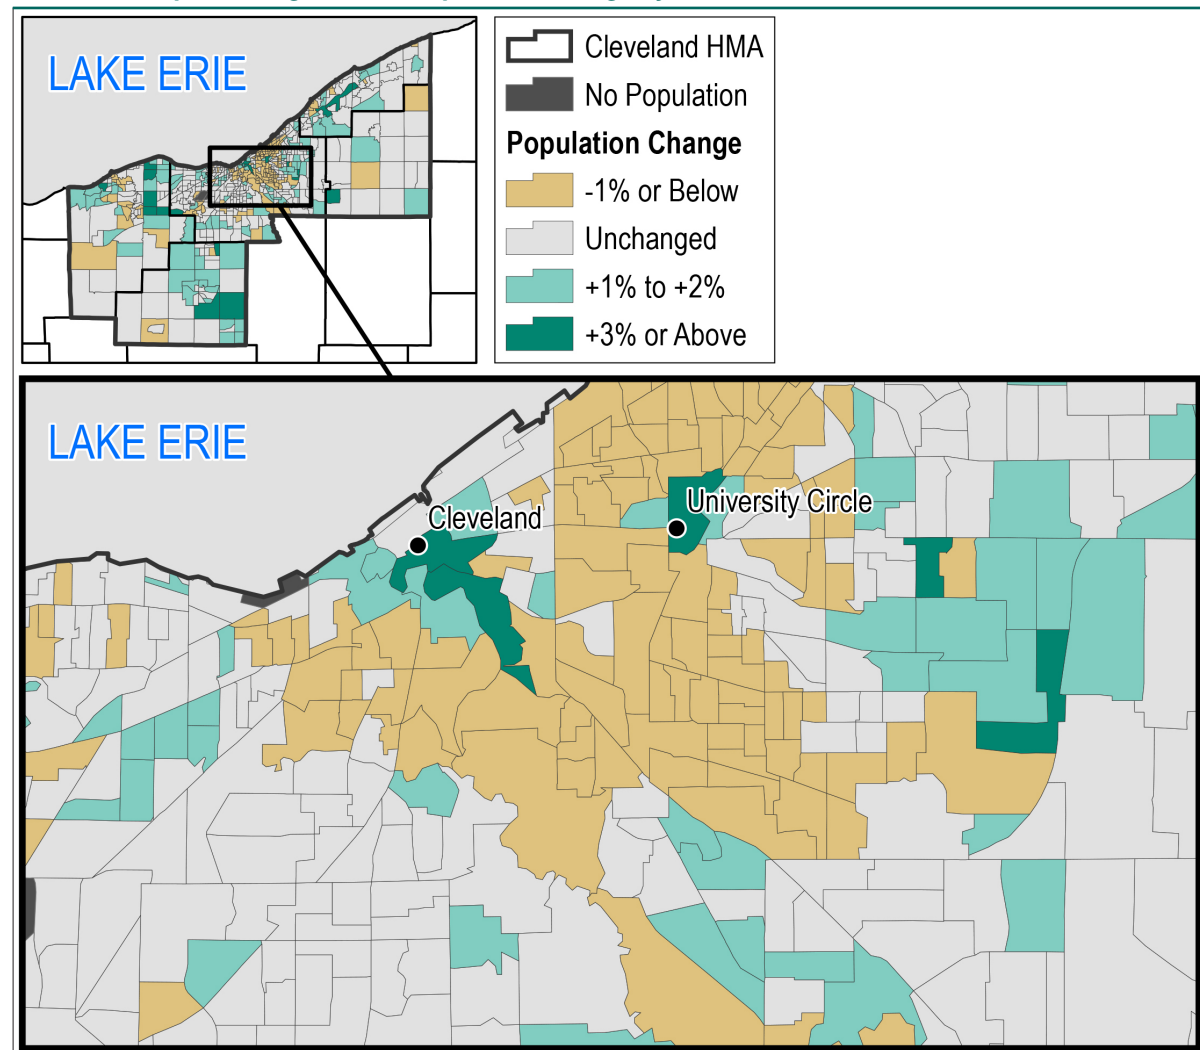 LAKE ERIE
Cleveland HMA
No Population
Population Change
-1% or Below
Unchanged
+1% to +2%
+3% or Above
LAKE ERIE
Cleveland
University Circle